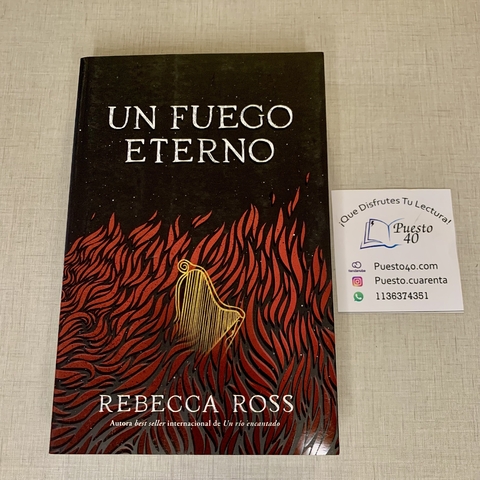 UN FUEGO
ETERNO
REBECCA ROSS
Autora best seller internacional de Un río encantado
¡Que Disfrutes Tu Lectura!
Puesto
40
tiendanube
Puesto40.com
Puesto.cuarenta
1136374351